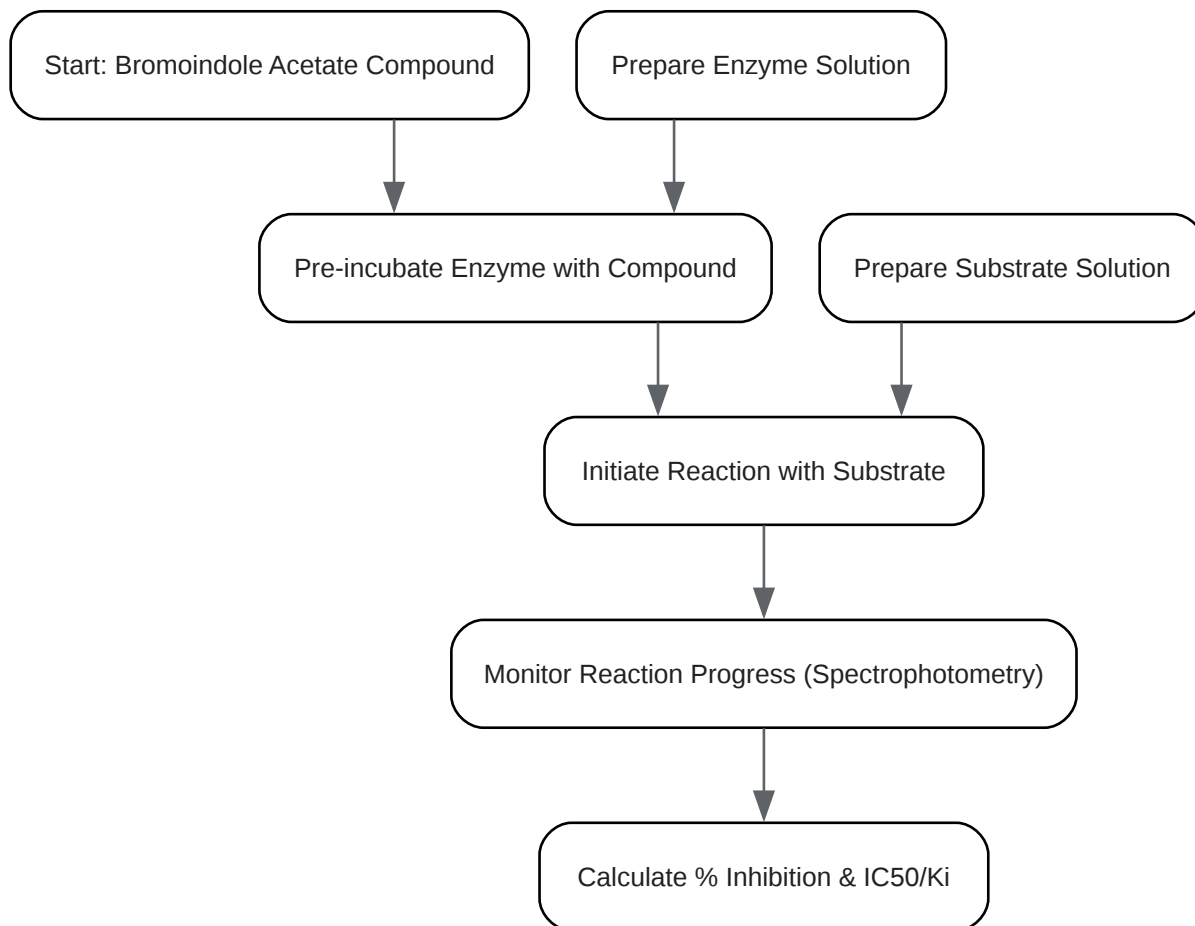 Start: Bromoindole Acetate Compound
Prepare Enzyme Solution
Pre-incubate Enzyme with Compound
Prepare Substrate Solution
Initiate Reaction with Substrate
Monitor Reaction Progress (Spectrophotometry)
Calculate % Inhibition & IC50/Ki